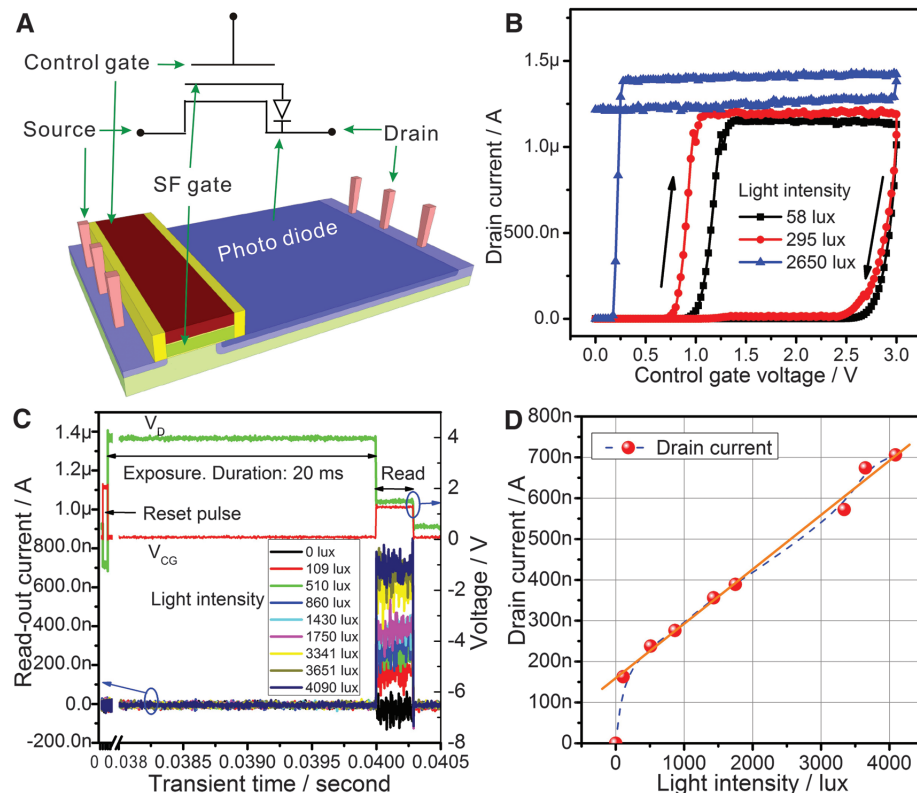 A
Control gate
Source
Drain
SF gate
Photo diode
B
Drain current / A
1.5µ
1.0µ
500.0n
0.0
Light intensity
58 lux
295 lux
2650 lux
0.0 0.5 1.0 1.5 2.0 2.5 3.0
Control gate voltage / V
C
Read-out current / A
1.4µ
1.2µ
1.0µ
800.0n
600.0n
400.0n
200.0n
0.0
-200.0n
V_D
Exposure. Duration: 20 ms
Read
Reset pulse
V_CG
Light intensity
0 lux
109 lux
510 lux
860 lux
1430 lux
1750 lux
3341 lux
3651 lux
4090 lux
4
2
0
-2
-4
-6
-8
Voltage / V
0 0.038 0.0385 0.0390 0.0395 0.0400 0.0405
Transient time / second
D
Drain current / A
800n
700n
600n
500n
400n
300n
200n
100n
0
Drain current
0 1000 2000 3000 4000
Light intensity / lux